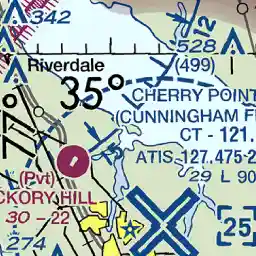 342
528
(499)
Riverdale
35°
CHERRY POINT
(CUNNINGHAM F
CT - 121.
ATIS 127.475 2
29 L 90
(Pvt)
CKORY HILL
30 - 22
25
274